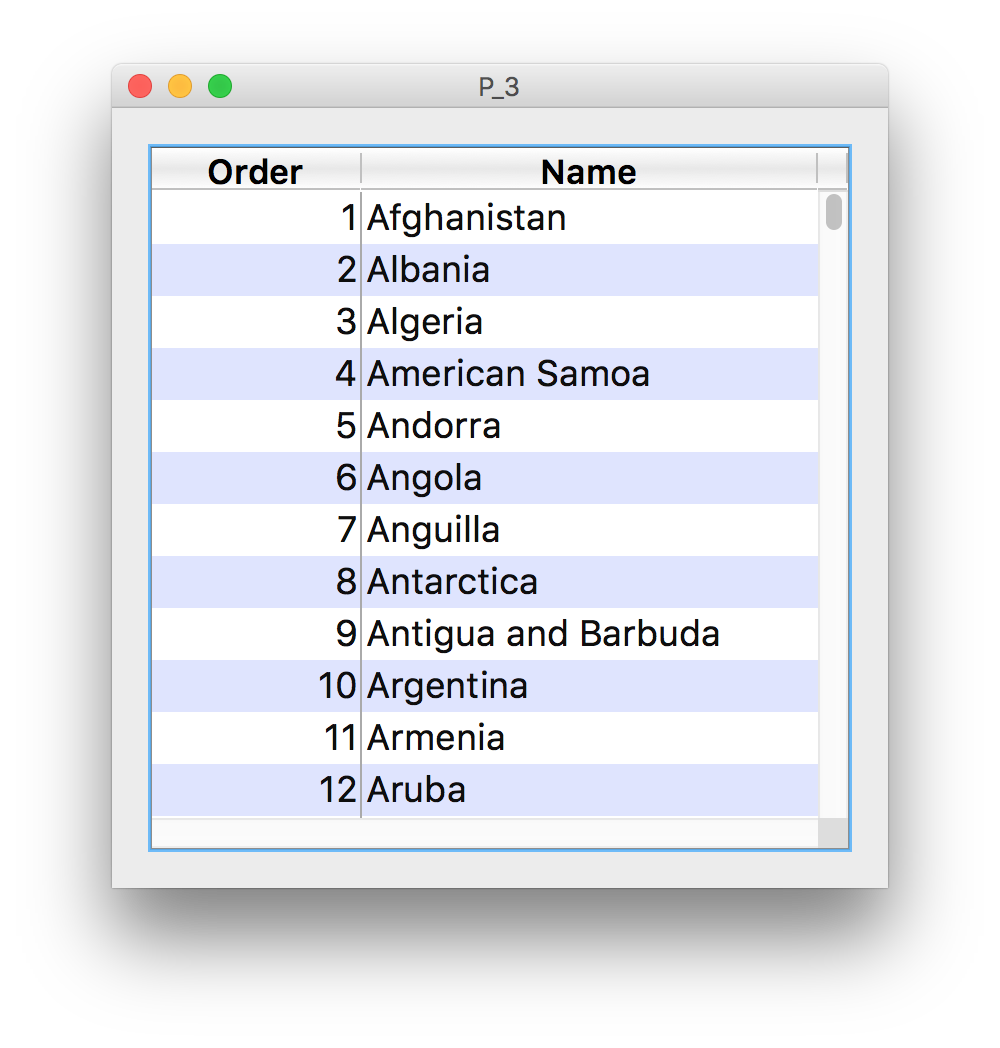 P_3
Order Name
1 Afghanistan
2 Albania
3 Algeria
4 American Samoa
5 Andorra
6 Angola
7 Anguilla
8 Antarctica
9 Antigua and Barbuda
10 Argentina
11 Armenia
12 Aruba